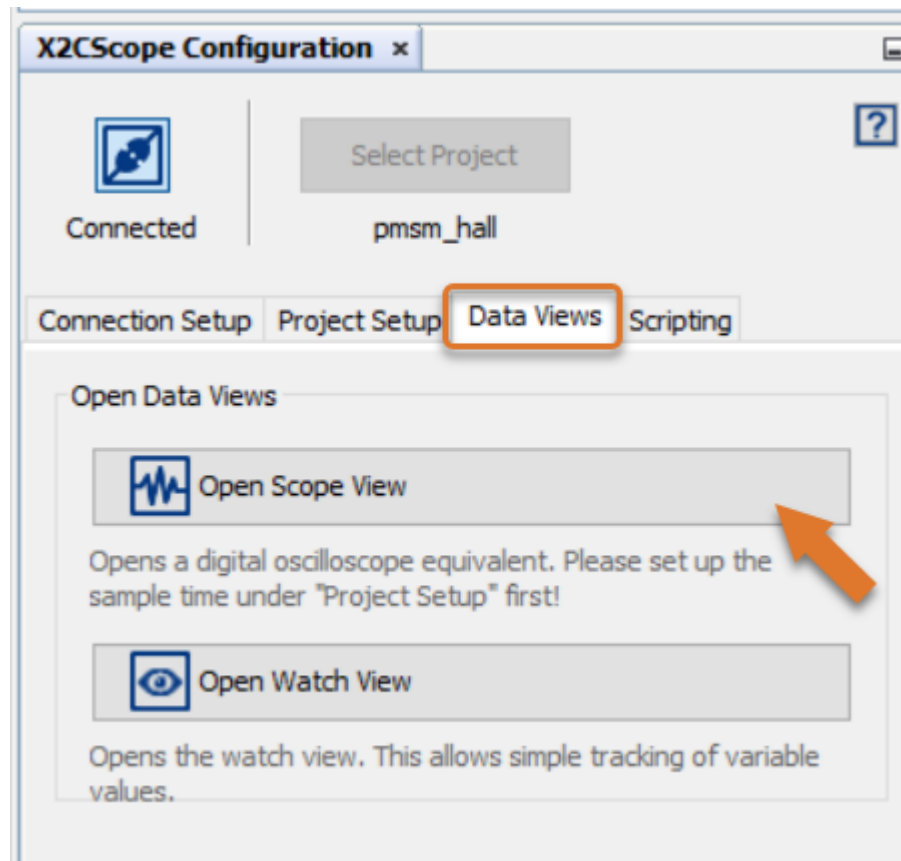 X2CScope Configuration ×
?
Select Project
Connected
pmsm_hall
Connection Setup Project Setup Data Views Scripting
Open Data Views
Open Scope View
Opens a digital oscilloscope equivalent. Please set up the
sample time under "Project Setup" first!
Open Watch View
Opens the watch view. This allows simple tracking of variable
values.